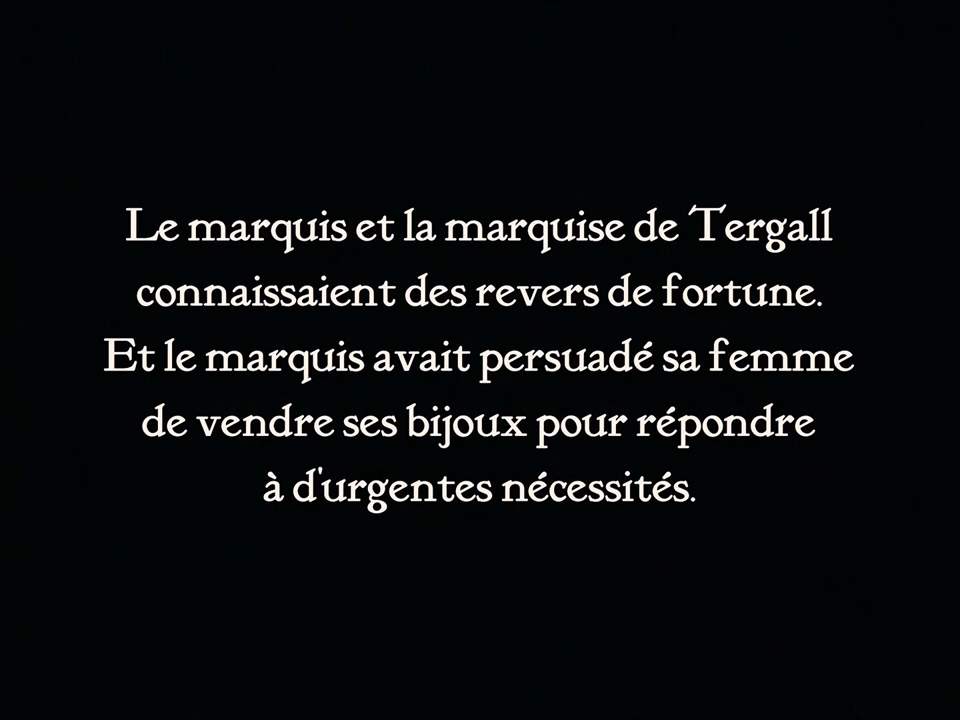 Le marquis et la marquise de Tergall
connaissaient des revers de fortune.
Et le marquis avait persuadé sa femme
de vendre ses bijoux pour répondre
à d'urgentes nécessités.